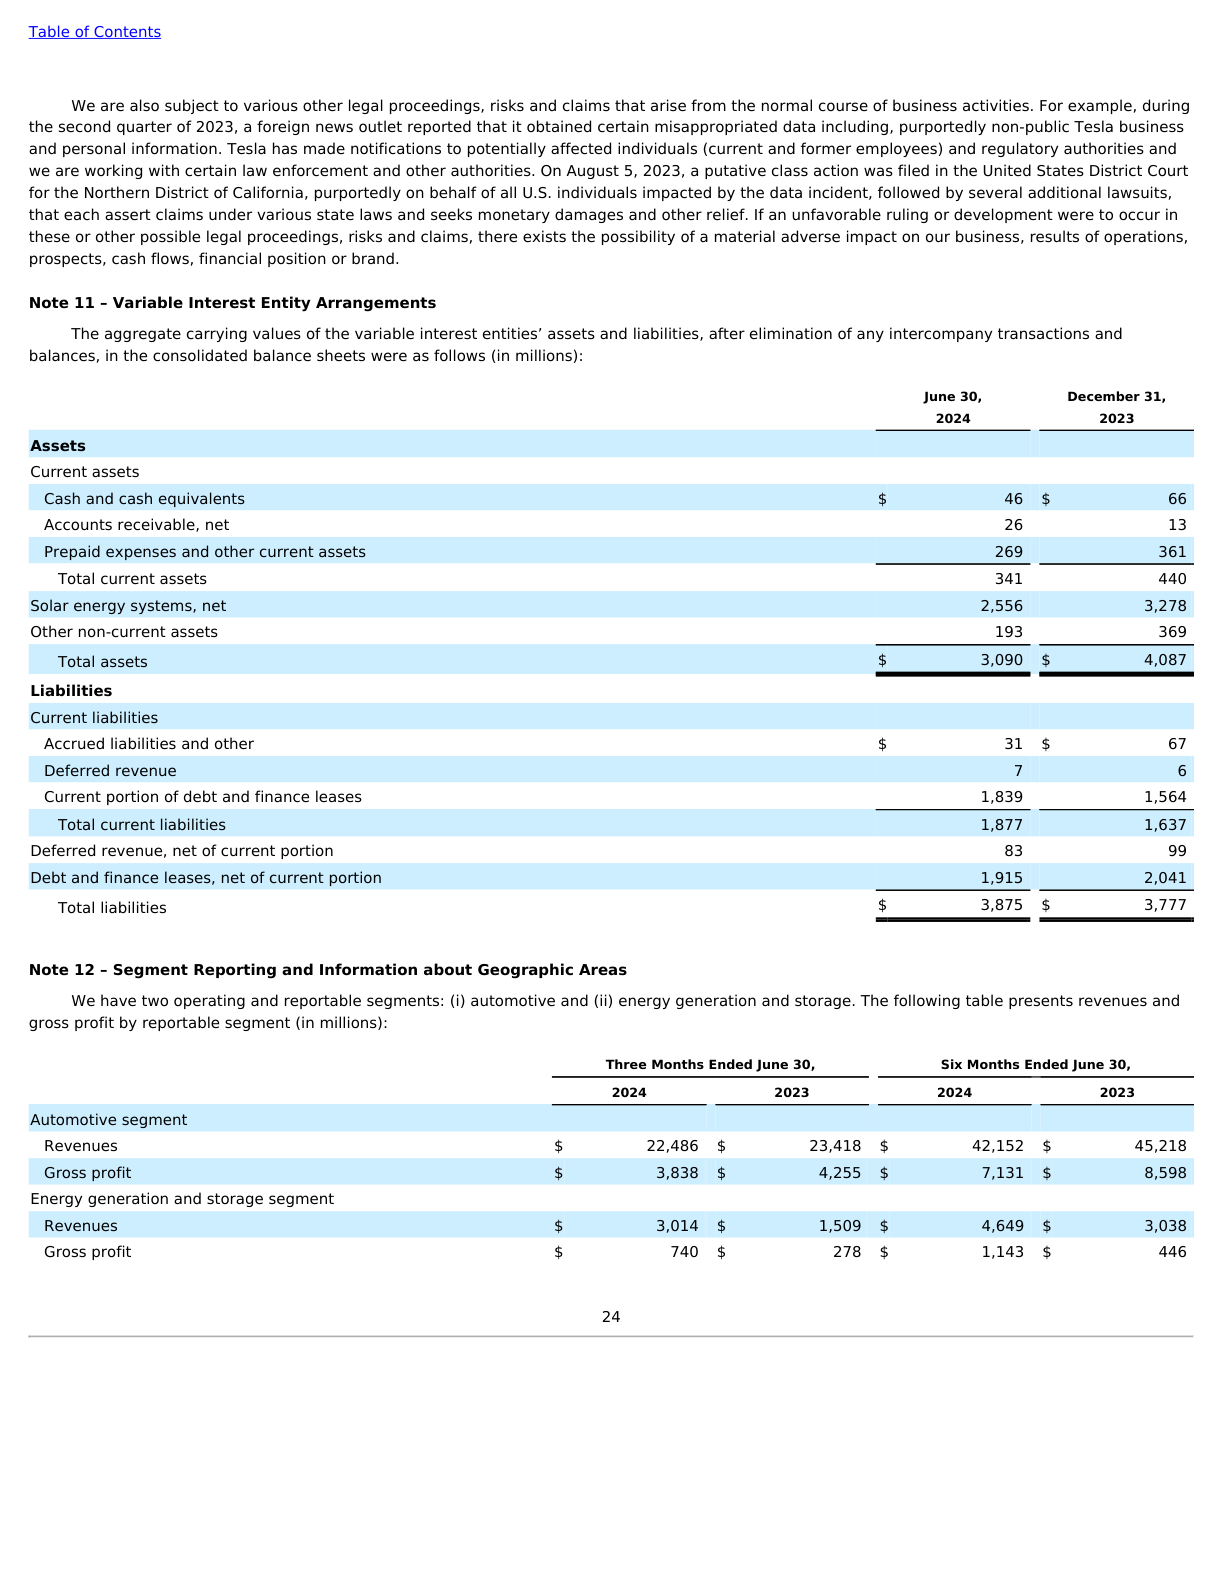 Table of Contents
We are also subject to various other legal proceedings, risks and claims that arise from the normal course of business activities. For example, during
the second quarter of 2023, a foreign news outlet reported that it obtained certain misappropriated data including, purportedly non-public Tesla business
and personal information. Tesla has made notifications to potentially affected individuals (current and former employees) and regulatory authorities and
we are working with certain law enforcement and other authorities. On August 5, 2023, a putative class action was filed in the United States District Court
for the Northern District of California, purportedly on behalf of all U.S. individuals impacted by the data incident, followed by several additional lawsuits,
that each assert claims under various state laws and seeks monetary damages and other relief. If an unfavorable ruling or development were to occur in
these or other possible legal proceedings, risks and claims, there exists the possibility of a material adverse impact on our business, results of operations,
prospects, cash flows, financial position or brand.
Note 11 – Variable Interest Entity Arrangements
The aggregate carrying values of the variable interest entities’ assets and liabilities, after elimination of any intercompany transactions and
balances, in the consolidated balance sheets were as follows (in millions):
June 30, December 31,
2024 2023
Assets
Current assets
Cash and cash equivalents $ 46 $ 66
Accounts receivable, net 26 13
Prepaid expenses and other current assets 269 361
Total current assets 341 440
Solar energy systems, net 2,556 3,278
Other non-current assets 193 369
Total assets $ 3,090 $ 4,087
Liabilities
Current liabilities
Accrued liabilities and other $ 31 $ 67
Deferred revenue 7 6
Current portion of debt and finance leases 1,839 1,564
Total current liabilities 1,877 1,637
Deferred revenue, net of current portion 83 99
Debt and finance leases, net of current portion 1,915 2,041
Total liabilities $ 3,875 $ 3,777
Note 12 – Segment Reporting and Information about Geographic Areas
We have two operating and reportable segments: (i) automotive and (ii) energy generation and storage. The following table presents revenues and
gross profit by reportable segment (in millions):
Three Months Ended June 30, Six Months Ended June 30,
2024 2023 2024 2023
Automotive segment
Revenues $ 22,486 $ 23,418 $ 42,152 $ 45,218
Gross profit $ 3,838 $ 4,255 $ 7,131 $ 8,598
Energy generation and storage segment
Revenues $ 3,014 $ 1,509 $ 4,649 $ 3,038
Gross profit $ 740 $ 278 $ 1,143 $ 446
24